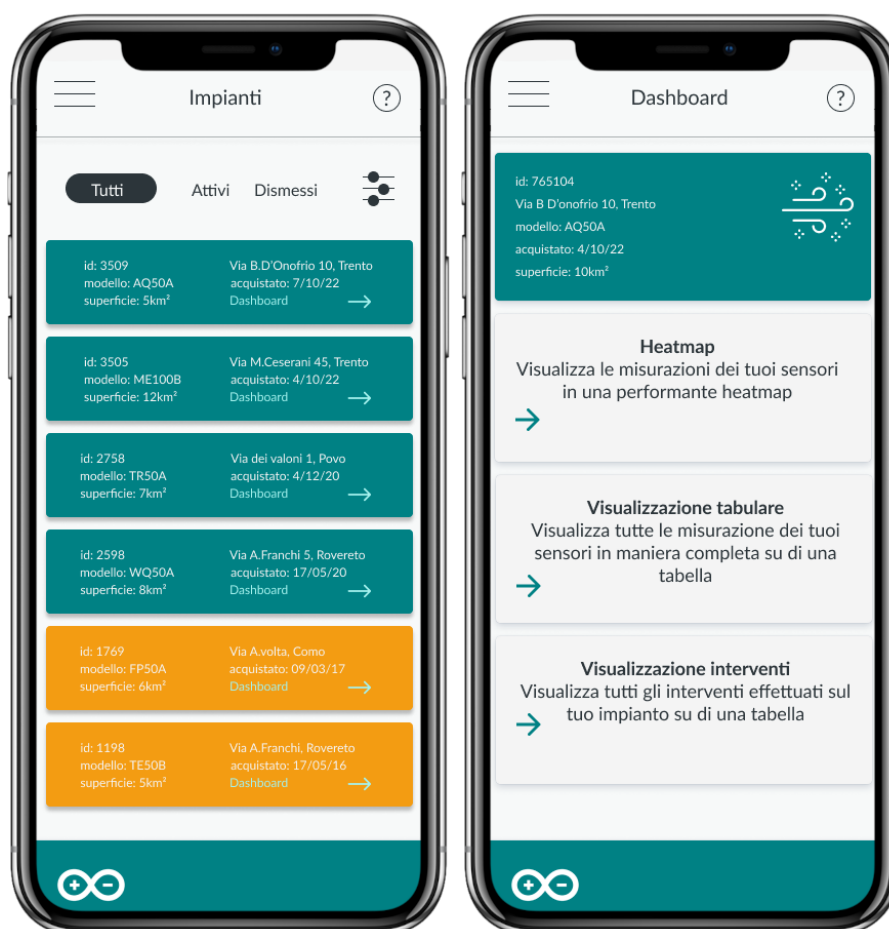 Impianti
?
Tutti
Attivi
Dismessi
id: 3509
modello: AQ50A
superficie: 5km²
Via B.D'Onofrio 10, Trento
acquistato: 7/10/22
Dashboard
id: 3505
modello: ME100B
superficie: 12km²
Via M.Ceserani 45, Trento
acquistato: 4/10/22
Dashboard
id: 2758
modello: TR50A
superficie: 7km²
Via dei valoni 1, Povo
acquistato: 4/12/20
Dashboard
id: 2598
modello: WQ50A
superficie: 8km²
Via A.Franchi 5, Rovereto
acquistato: 17/05/20
Dashboard
id: 1769
modello: FP50A
superficie: 6km²
Via A.volta, Como
acquistato: 09/03/17
Dashboard
id: 1198
modello: TE50B
superficie: 5km²
Via A.Franchi, Rovereto
acquistato: 17/05/16
Dashboard
Dashboard
?
id: 765104
Via B D'onofrio 10, Trento
modello: AQ50A
acquistato: 4/10/22
superficie: 10km²
Heatmap
Visualizza le misurazioni dei tuoi sensori
in una performante heatmap
Visualizzazione tabulare
Visualizza tutte le misurazione dei tuoi
sensori in maniera completa su di una
tabella
Visualizzazione interventi
Visualizza tutti gli interventi effettuati sul
tuo impianto su di una tabella